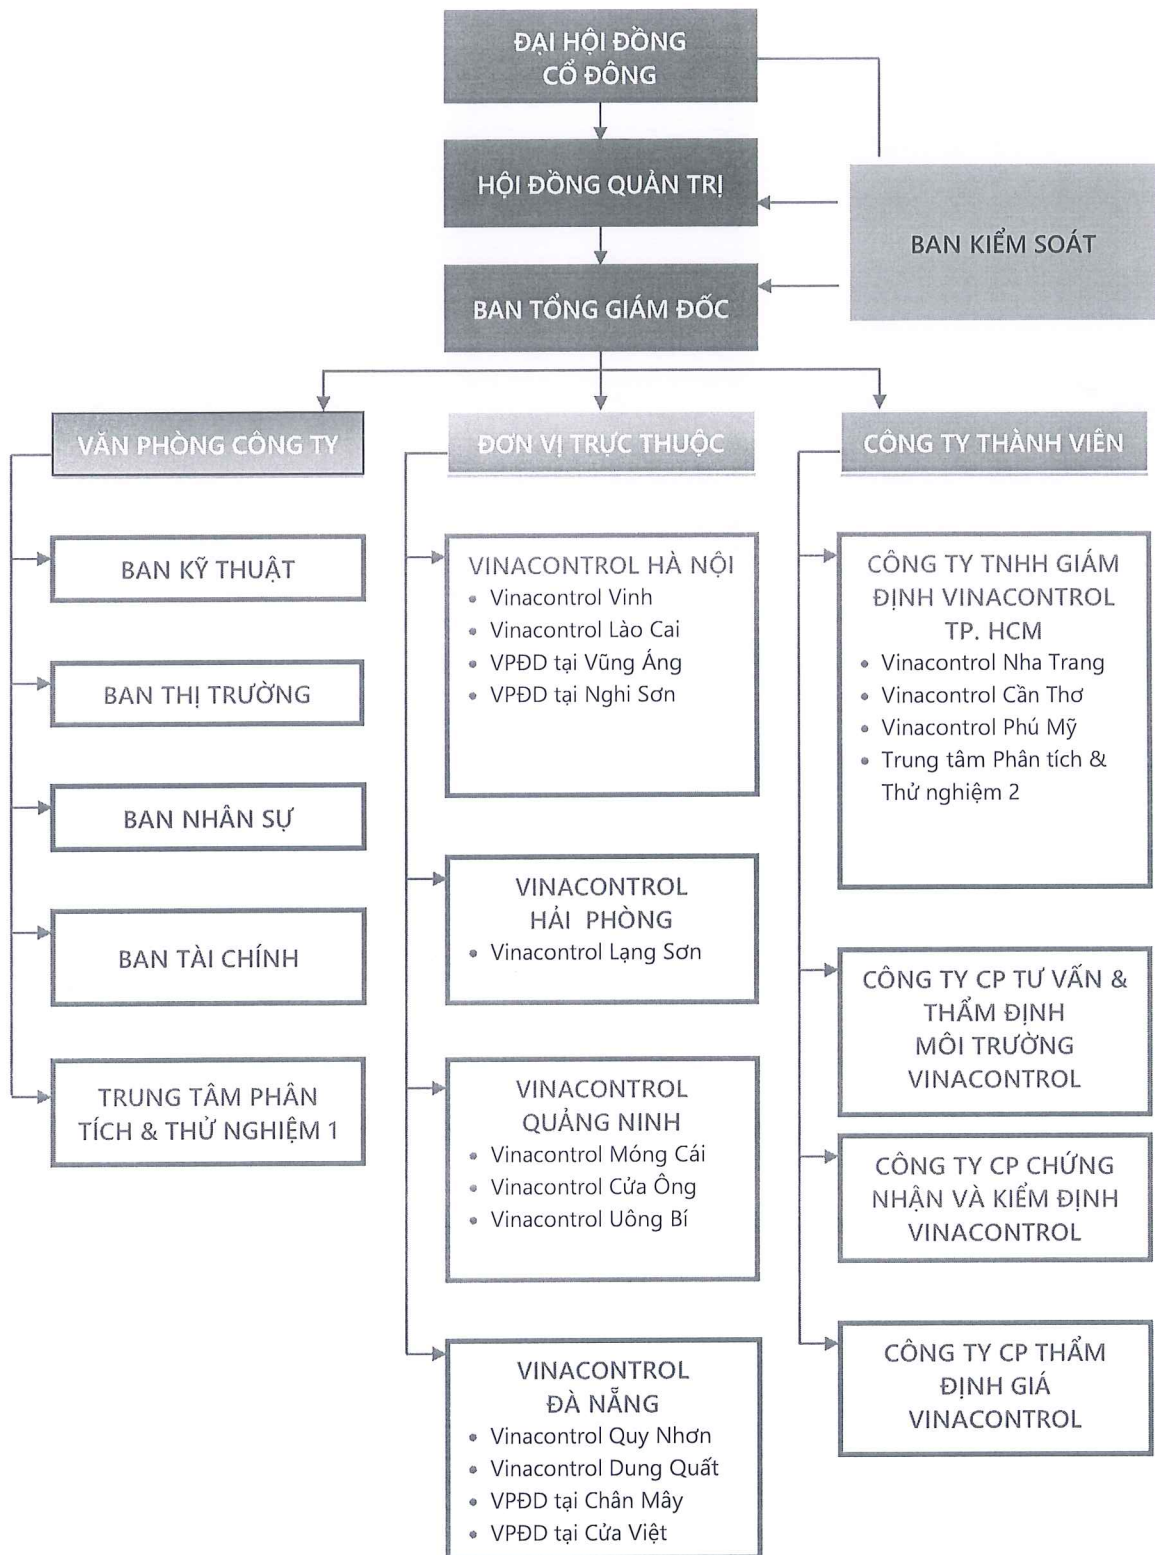 ĐẠI HỘI ĐỒNG
CỔ ĐÔNG
HỘI ĐỒNG QUẢN TRỊ
BAN KIỂM SOÁT
BAN TỔNG GIÁM ĐỐC
VĂN PHÒNG CÔNG TY
BAN KỸ THUẬT
BAN THỊ TRƯỜNG
BAN NHÂN SỰ
BAN TÀI CHÍNH
TRUNG TÂM PHÂN
TÍCH & THỬ NGHIỆM 1
ĐƠN VỊ TRỰC THUỘC
VINACONTROL HÀ NỘI
• Vinacontrol Vinh
• Vinacontrol Lào Cai
• VPĐD tại Vũng Áng
• VPĐD tại Nghi Sơn
VINACONTROL
HẢI PHÒNG
• Vinacontrol Lạng Sơn
VINACONTROL
QUẢNG NINH
• Vinacontrol Móng Cái
• Vinacontrol Cửa Ông
• Vinacontrol Uông Bí
VINACONTROL
ĐÀ NẴNG
• Vinacontrol Quy Nhơn
• Vinacontrol Dung Quất
• VPĐD tại Chân Mây
• VPĐD tại Cửa Việt
CÔNG TY THÀNH VIÊN
CÔNG TY TNHH GIÁM
ĐỊNH VINACONTROL
TP. HCM
• Vinacontrol Nha Trang
• Vinacontrol Cần Thơ
• Vinacontrol Phú Mỹ
• Trung tâm Phân tích &
Thử nghiệm 2
CÔNG TY CP TƯ VẤN &
THẨM ĐỊNH
MÔI TRƯỜNG
VINACONTROL
CÔNG TY CP CHỨNG
NHẬN VÀ KIỂM ĐỊNH
VINACONTROL
CÔNG TY CP THẨM
ĐỊNH GIÁ
VINACONTROL